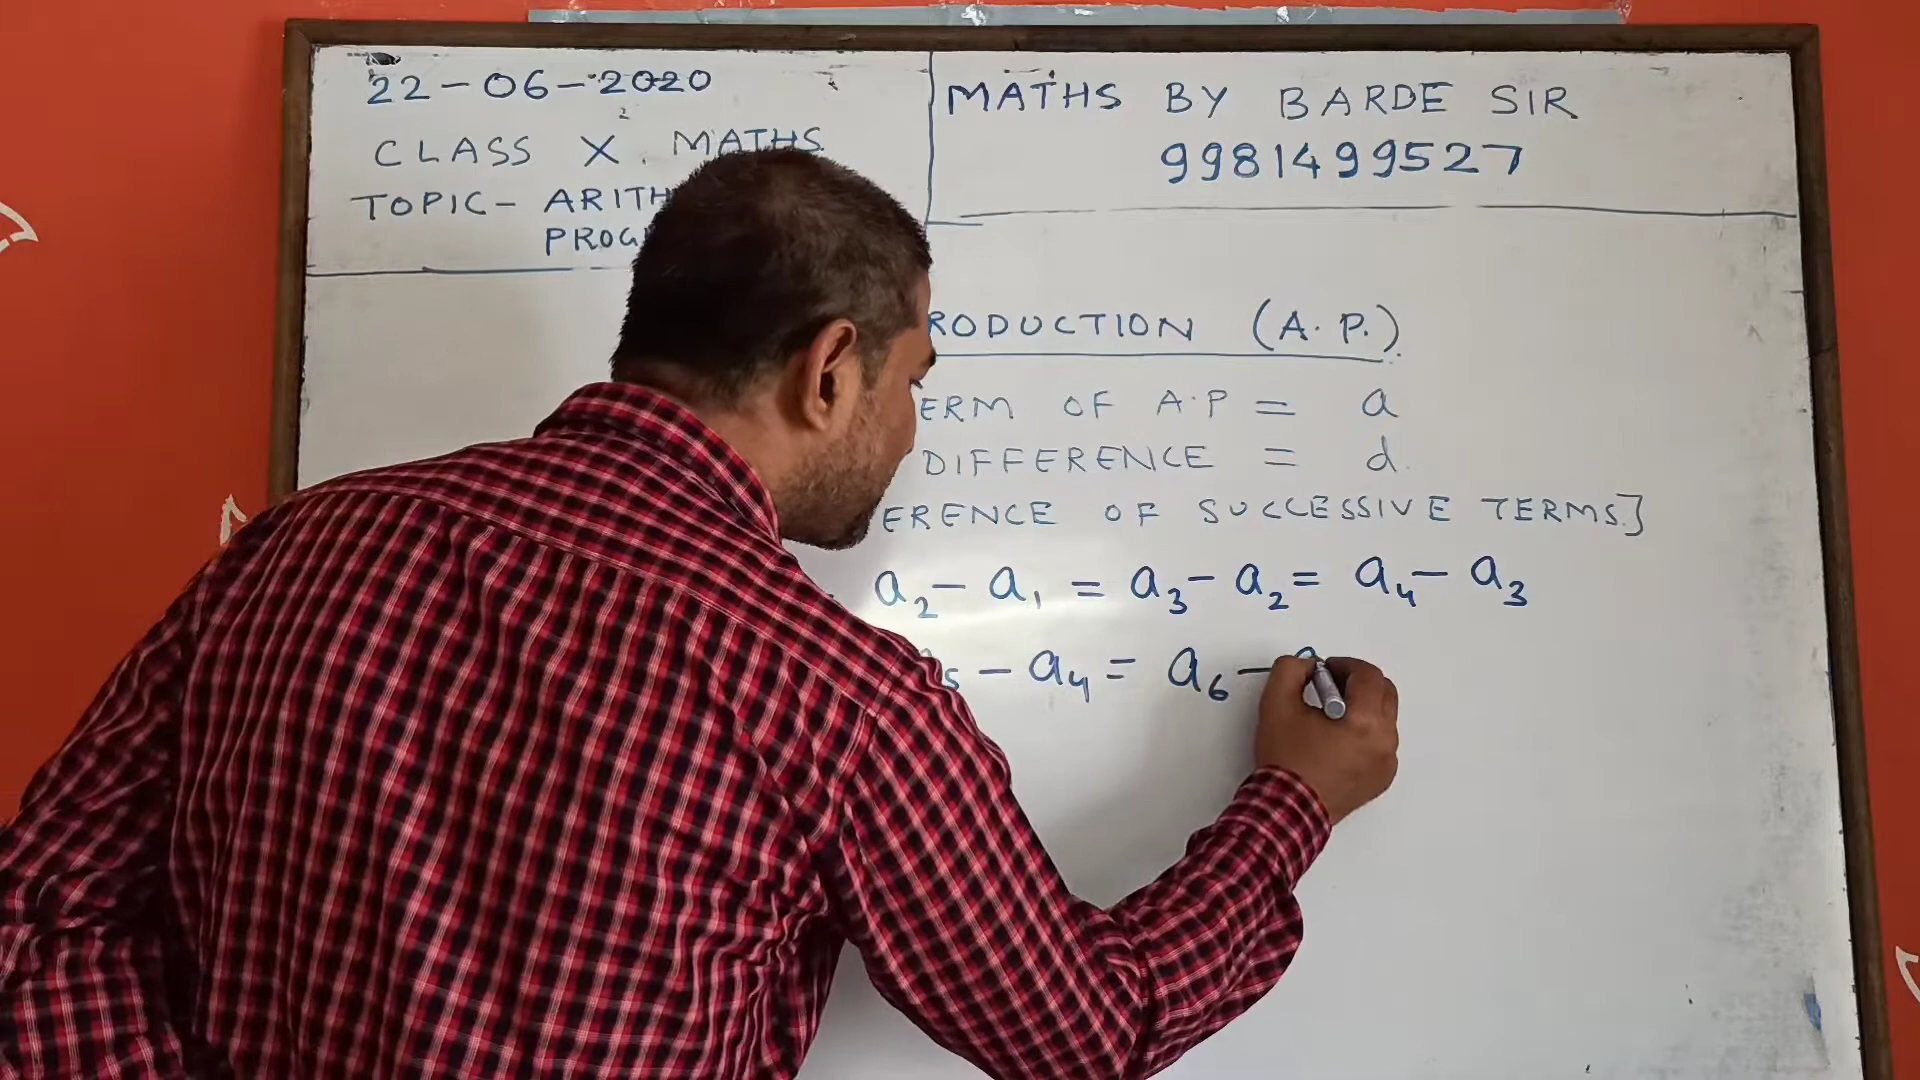 22-06-2020
CLASS X. MATHS
TOPIC- ARITH
PROG
MATHS BY BARDE SIR
9981499527
RODUCTION (A.P.)
ERM OF A.P = a
DIFFERENCE = d
ERENCE OF SUCCESSIVE TERMS]
a₂- a₁ = a₃- a₂= a₄- a₃
₅ - a₄= a₆-